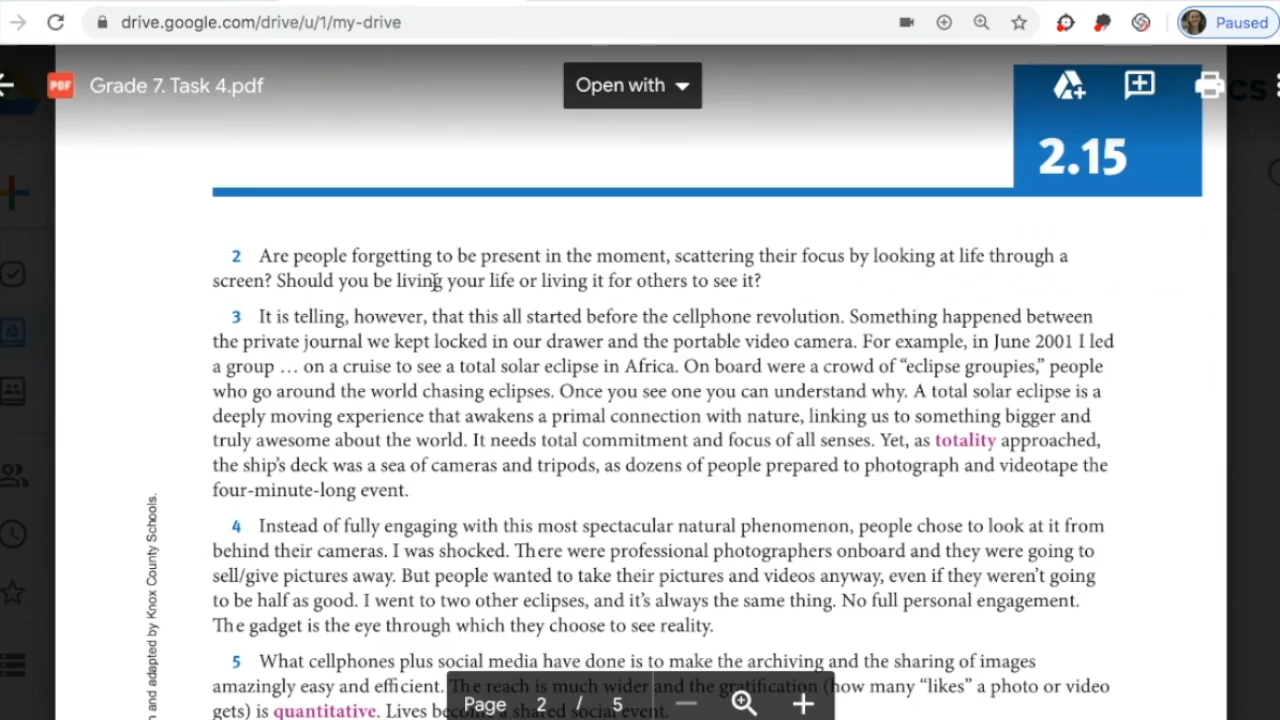 drive.google.com/drive/u/1/my-drive
Paused
PDF Grade 7. Task 4.pdf
Open with
cs
2.15
2 Are people forgetting to be present in the moment, scattering their focus by looking at life through a
screen? Should you be living your life or living it for others to see it?
3 It is telling, however, that this all started before the cellphone revolution. Something happened between
the private journal we kept locked in our drawer and the portable video camera. For example, in June 2001 I led
a group … on a cruise to see a total solar eclipse in Africa. On board were a crowd of “eclipse groupies,” people
who go around the world chasing eclipses. Once you see one you can understand why. A total solar eclipse is a
deeply moving experience that awakens a primal connection with nature, linking us to something bigger and
truly awesome about the world. It needs total commitment and focus of all senses. Yet, as totality approached,
the ship’s deck was a sea of cameras and tripods, as dozens of people prepared to photograph and videotape the
four-minute-long event.
4 Instead of fully engaging with this most spectacular natural phenomenon, people chose to look at it from
behind their cameras. I was shocked. There were professional photographers onboard and they were going to
sell/give pictures away. But people wanted to take their pictures and videos anyway, even if they weren’t going
to be half as good. I went to two other eclipses, and it’s always the same thing. No full personal engagement.
The gadget is the eye through which they choose to see reality.
5 What cellphones plus social media have done is to make the archiving and the sharing of images
amazingly easy and efficient. The reach is much wider and the gratification (how many “likes” a photo or video
gets) is quantitative. Lives become a shared social event.
Page 2 / 5
n and adapted by Knox County Schools.